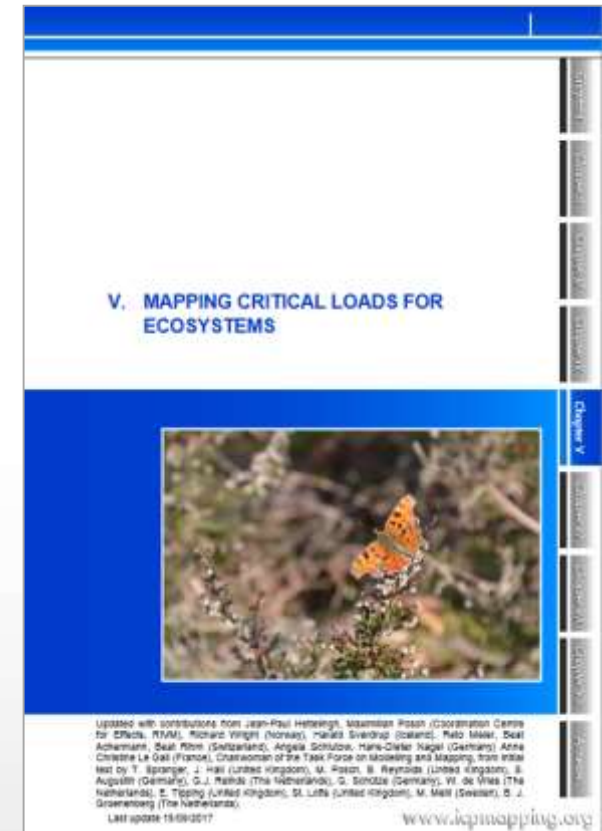 V. MAPPING CRITICAL LOADS FOR
ECOSYSTEMS
Chapter V
Updated with contributions from Jean-Paul Hettelingh, Maximilian Posch (Coordination Centre
for Effects, RIVM), Richard Wright (Norway), Harald Sverdrup (Iceland), Reto Meier, Beat
Achermann, Beat Rihm (Switzerland), Angela Schlutow, Hans-Dieter Nagel (Germany) Anne
Christine Le Gall (France), Chairwoman of the Task Force on Modelling and Mapping, from initial
text by T. Spranger, J. Hall (United Kingdom), M. Posch, B. Reynolds (United Kingdom), S.
Augustin (Germany), G.J. Reinds (The Netherlands), G. Schütze (Germany), W. de Vries (The
Netherlands), E. Tipping (United Kingdom), St. Lofts (United Kingdom), M. Meili (Sweden), B. J.
Groenenberg (The Netherlands).
Last update 15/09/2017
www.icpmapping.org